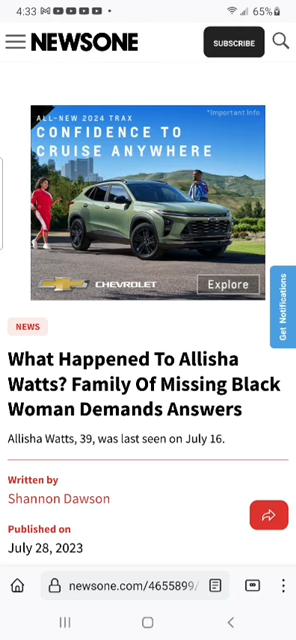 4:33
65%
NEWSONE
SUBSCRIBE
ALL-NEW 2024 TRAX
*Important Info
CONFIDENCE TO
CRUISE ANYWHERE
CHEVROLET
Explore
Get Notifications
NEWS
What Happened To Allisha
Watts? Family Of Missing Black
Woman Demands Answers
Allisha Watts, 39, was last seen on July 16.
Written by
Shannon Dawson
Published on
July 28, 2023
newsone.com/4655899/